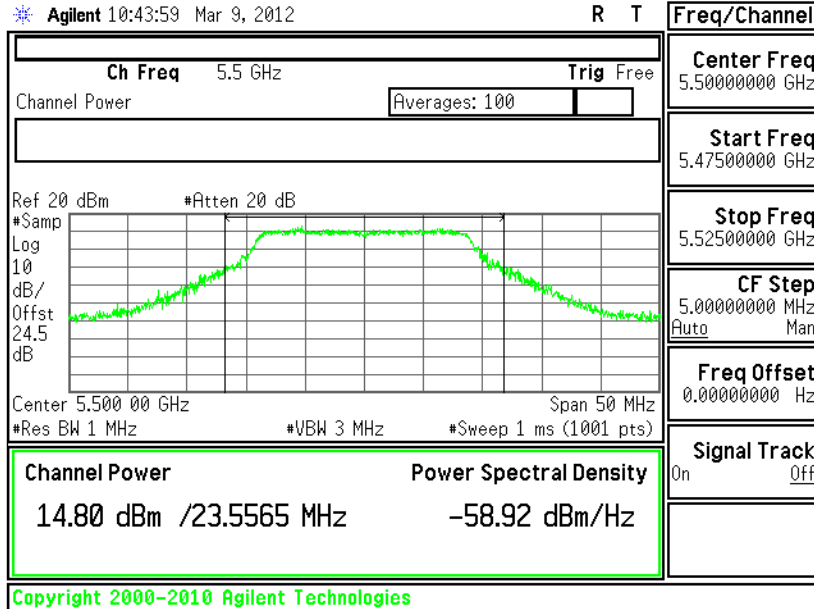 Agilent 10:43:59 Mar 9, 2012 R T
Ch Freq 5.5 GHz Trig Free
Channel Power Averages: 100
Ref 20 dBm #Atten 20 dB
#Samp
Log
10
dB/
Offst
24.5
dB
Center 5.500 00 GHz Span 50 MHz
#Res BW 1 MHz #VBW 3 MHz #Sweep 1 ms (1001 pts)
Channel Power Power Spectral Density
14.80 dBm /23.5565 MHz -58.92 dBm/Hz
Copyright 2000-2010 Agilent Technologies
Freq/Channel
Center Freq
5.50000000 GHz
Start Freq
5.47500000 GHz
Stop Freq
5.52500000 GHz
CF Step
5.00000000 MHz
Auto Man
Freq Offset
0.00000000 Hz
Signal Track
On Off